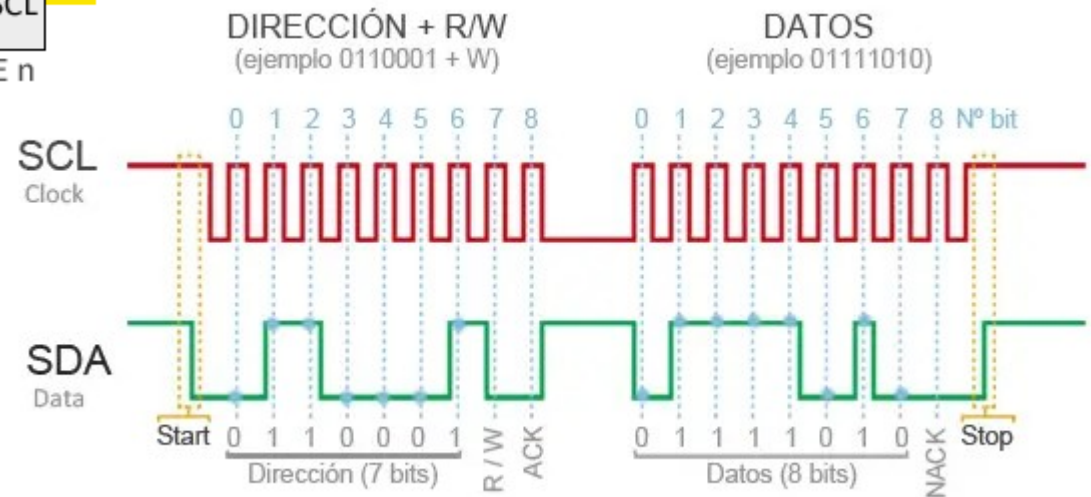 SCL
E n
DIRECCIÓN + R/W
(ejemplo 0110001 + W)
DATOS
(ejemplo 01111010)
0 1 2 3 4 5 6 7 8
0 1 2 3 4 5 6 7 8 Nº bit
SCL
Clock
SDA
Data
Start 0 1 1 0 0 0 1 R / W ACK
Dirección (7 bits)
0 1 1 1 1 0 1 0 NACK Stop
Datos (8 bits)